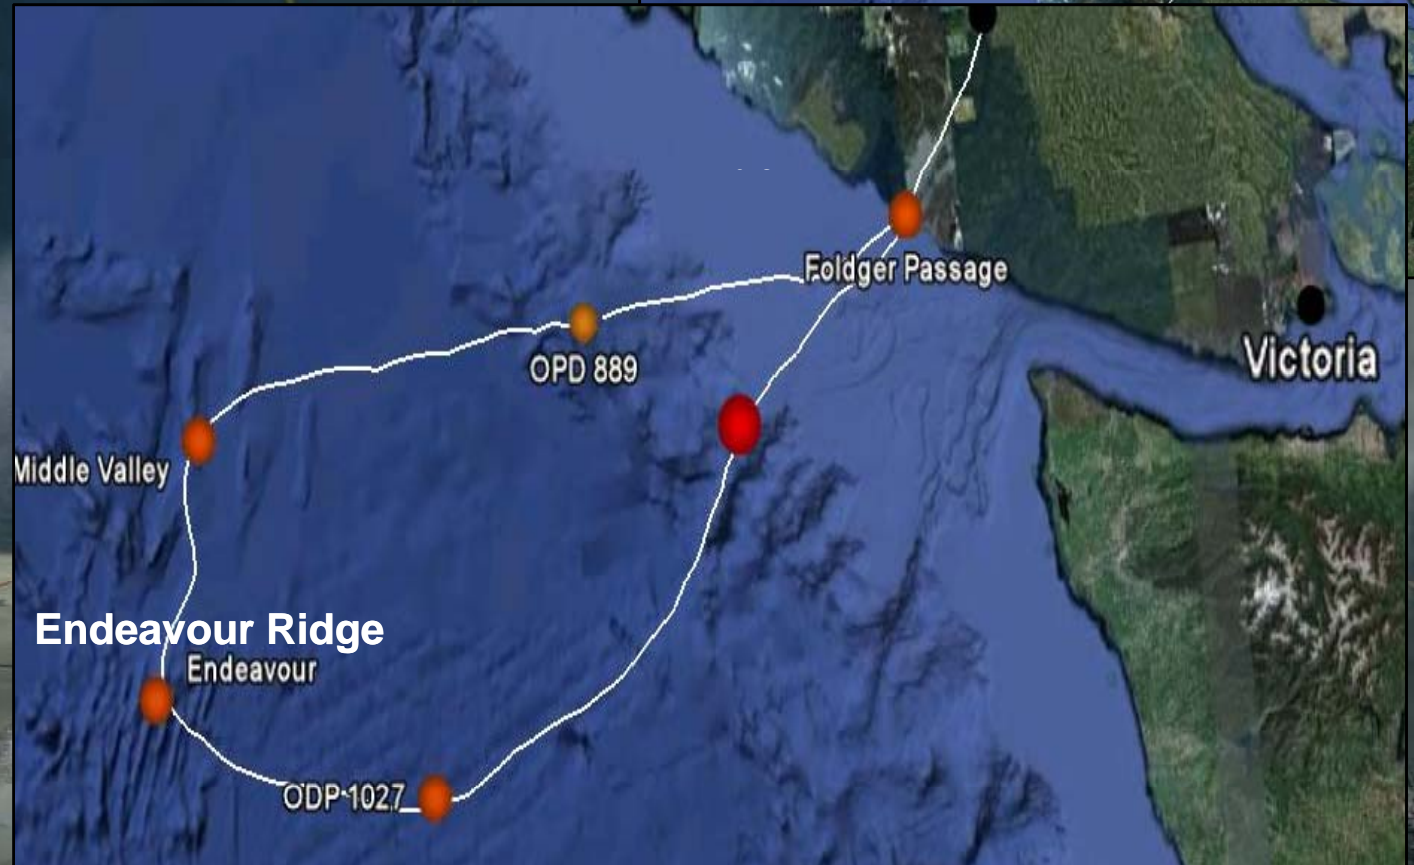 Foldger Passage
OPD 889
Victoria
Middle Valley
Endeavour Ridge
Endeavour
ODP 1027